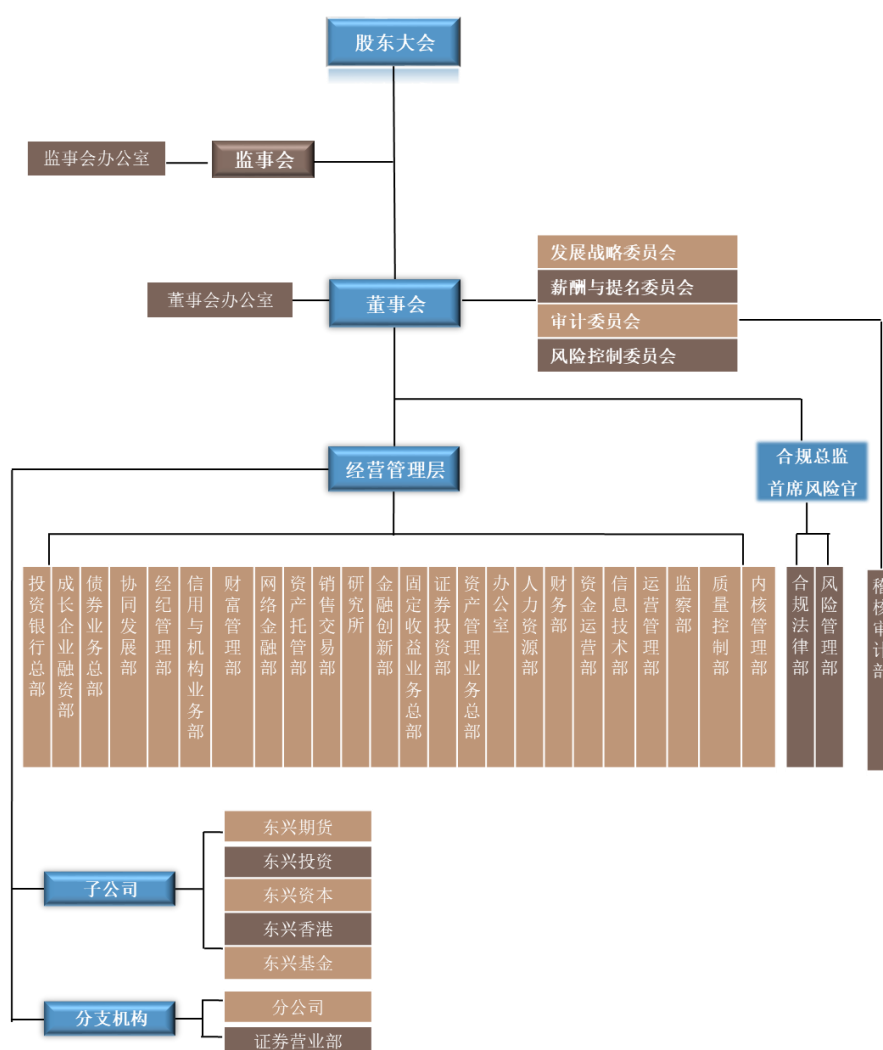 股东大会
监事会办公室
监事会
发展战略委员会
薪酬与提名委员会
审计委员会
风险控制委员会
董事会办公室
董事会
经营管理层
合规总监
首席风险官
投资银行总部
成长企业融资部
债券业务总部
协同发展部
经纪管理部
信用与机构业务部
财富管理部
网络金融部
资产托管部
销售交易部
研究所
金融创新部
固定收益业务总部
证券投资部
资产管理业务总部
办公室
人力资源部
财务部
资金运营部
信息技术部
运营管理部
监察部
质量控制部
内核管理部
合规法律部
风险管理部
稽核审计部
子公司
东兴期货
东兴投资
东兴资本
东兴香港
东兴基金
分支机构
分公司
证券营业部